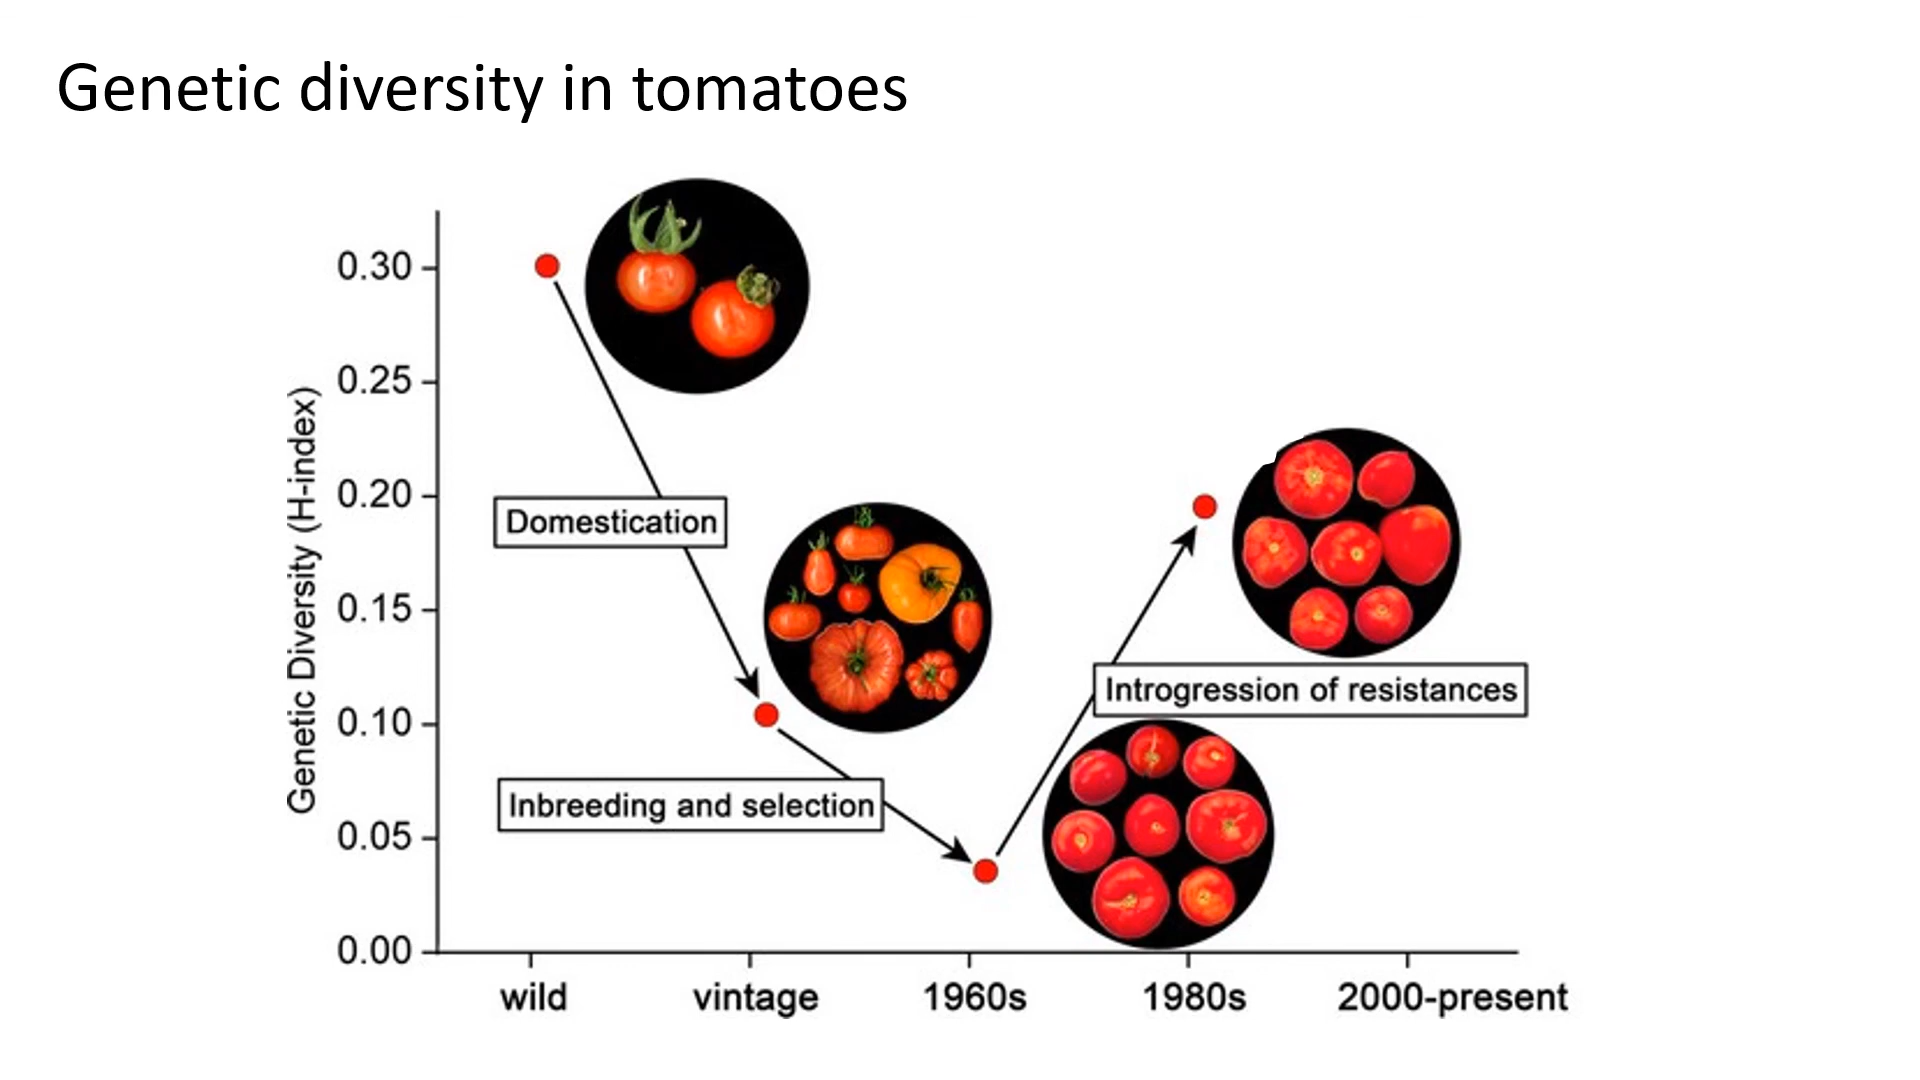 Genetic diversity in tomatoes
Genetic Diversity (H-index)
0.30
0.25
0.20
0.15
0.10
0.05
0.00
Domestication
Inbreeding and selection
Introgression of resistances
wild
vintage
1960s
1980s
2000-present